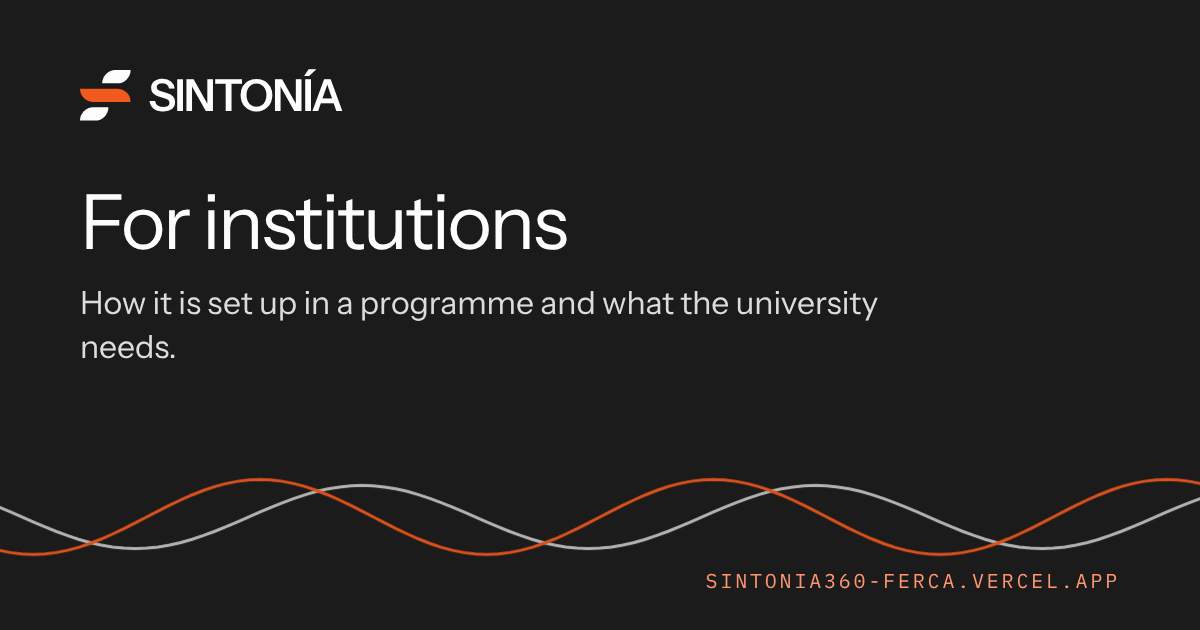 SINTONÍA
For institutions
How it is set up in a programme and what the university
needs.
SINTONIA360-FERCA.VERCEL.APP